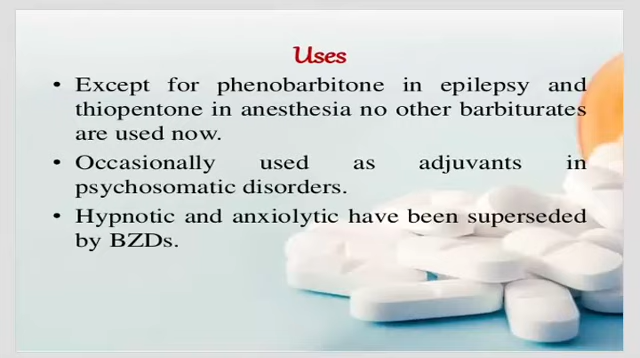 Uses
• Except for phenobarbitone in epilepsy and
thiopentone in anesthesia no other barbiturates
are used now.
• Occasionally used as adjuvants in
psychosomatic disorders.
• Hypnotic and anxiolytic have been superseded
by BZDs.